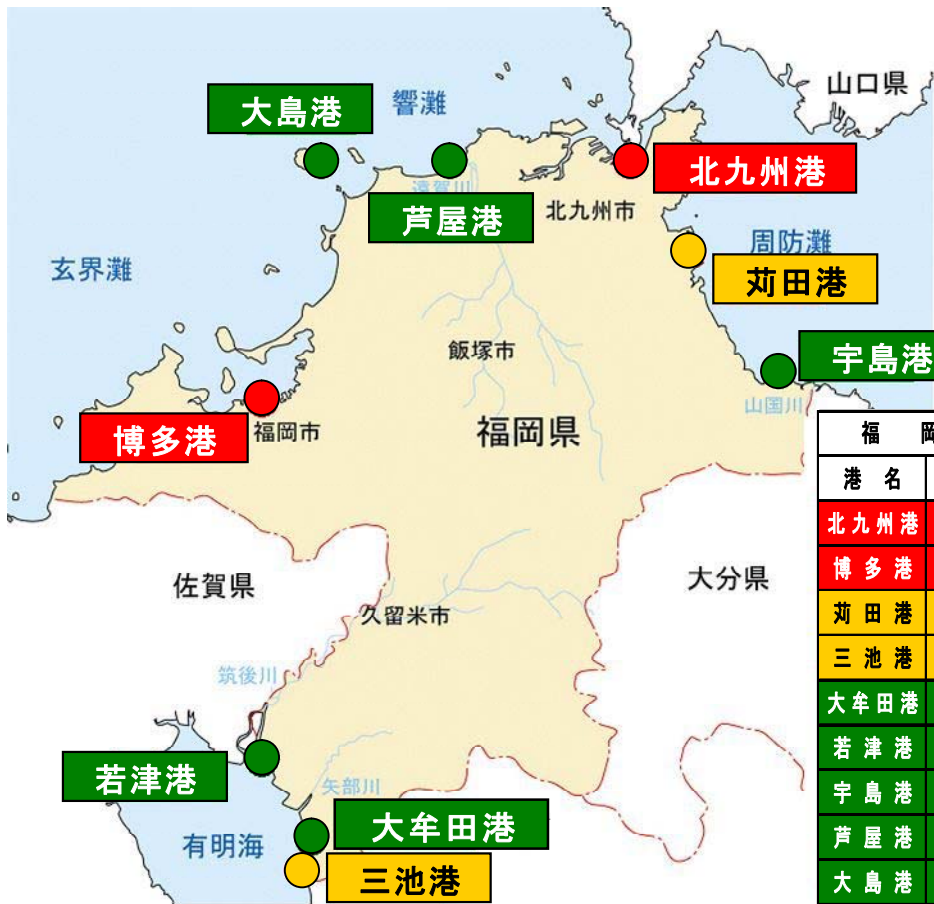 山口県
大島港
響灘
北九州港
遠賀川
芦屋港
北九州市
周防灘
玄界灘
苅田港
飯塚市
宇島港
山国川
博多港
福岡市
福岡県
福 岡
港名
北九州港
博多港
苅田港
三池港
大牟田港
若津港
宇島港
芦屋港
大島港
佐賀県
大分県
久留米市
筑後川
若津港
矢部川
有明海
大牟田港
三池港